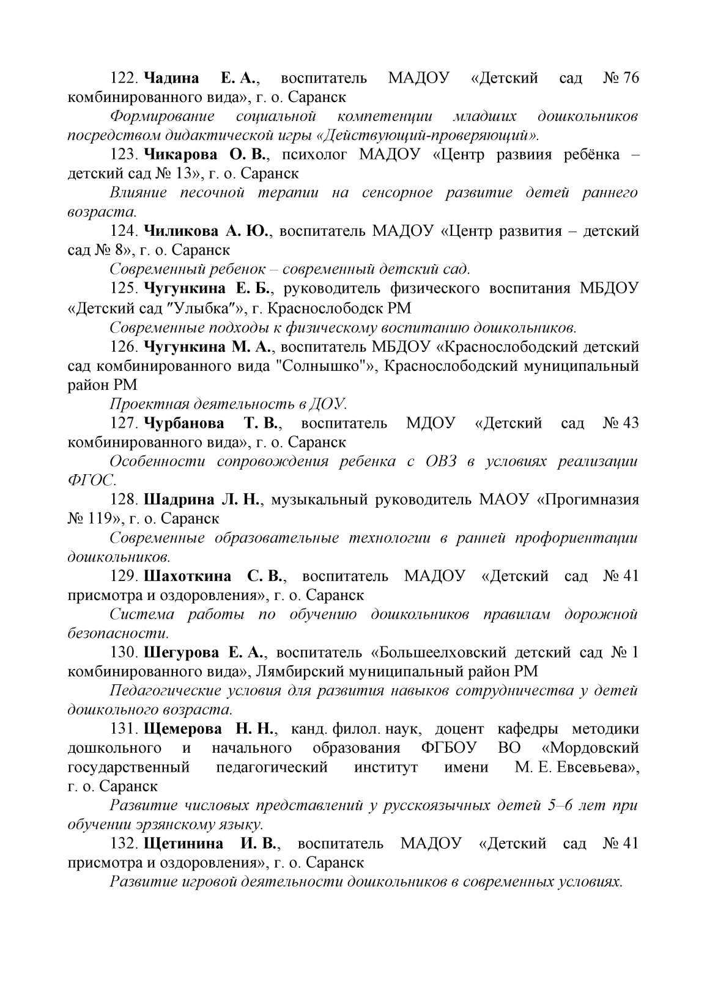 122. Чадина Е. А., воспитатель МАДОУ «Детский сад № 76
комбинированного вида», г. о. Саранск
Формирование социальной компетенции младших дошкольников
посредством дидактической игры «Действующий-проверяющий».
123. Чикарова О. В., психолог МАДОУ «Центр развиия ребёнка –
детский сад № 13», г. о. Саранск
Влияние песочной терапии на сенсорное развитие детей раннего
возраста.
124. Чиликова А. Ю., воспитатель МАДОУ «Центр развития – детский
сад № 8», г. о. Саранск
Современный ребенок – современный детский сад.
125. Чугункина Е. Б., руководитель физического воспитания МБДОУ
«Детский сад "Улыбка"», г. Краснослободск РМ
Современные подходы к физическому воспитанию дошкольников.
126. Чугункина М. А., воспитатель МБДОУ «Краснослободский детский
сад комбинированного вида "Солнышко"», Краснослободский муниципальный
район РМ
Проектная деятельность в ДОУ.
127. Чурбанова Т. В., воспитатель МДОУ «Детский сад № 43
комбинированного вида», г. о. Саранск
Особенности сопровождения ребенка с ОВЗ в условиях реализации
ФГОС.
128. Шадрина Л. Н., музыкальный руководитель МАОУ «Прогимназия
№ 119», г. о. Саранск
Современные образовательные технологии в ранней профориентации
дошкольников.
129. Шахоткина С. В., воспитатель МАДОУ «Детский сад № 41
присмотра и оздоровления», г. о. Саранск
Система работы по обучению дошкольников правилам дорожной
безопасности.
130. Шегурова Е. А., воспитатель «Большеелховский детский сад № 1
комбинированного вида», Лямбирский муниципальный район РМ
Педагогические условия для развития навыков сотрудничества у детей
дошкольного возраста.
131. Щемерова Н. Н., канд. филол. наук, доцент кафедры методики
дошкольного и начального образования ФГБОУ ВО «Мордовский
государственный педагогический институт имени М. Е. Евсевьева»,
г. о. Саранск
Развитие числовых представлений у русскоязычных детей 5–6 лет при
обучении эрзянскому языку.
132. Щетинина И. В., воспитатель МАДОУ «Детский сад № 41
присмотра и оздоровления», г. о. Саранск
Развитие игровой деятельности дошкольников в современных условиях.